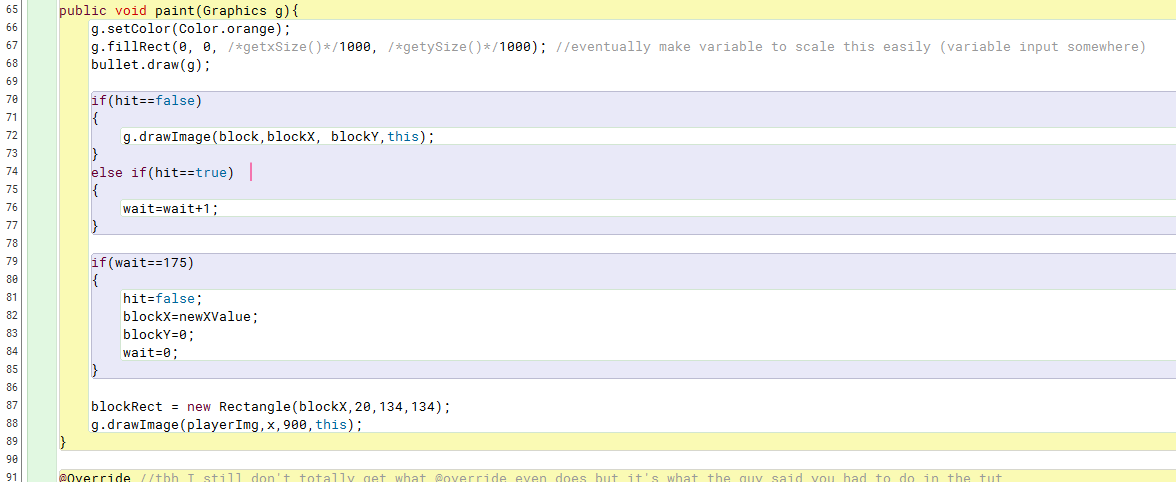 65 public void paint(Graphics g){
66 g.setColor(Color.orange);
67 g.fillRect(0, 0, /*getxSize()*/1000, /*getySize()*/1000); //eventually make variable to scale this easily (variable input somewhere)
68 bullet.draw(g);
69
70 if(hit==false)
71 {
72 g.drawImage(block,blockX, blockY,this);
73 }
74 else if(hit==true)
75 {
76 wait=wait+1;
77 }
78
79 if(wait==175)
80 {
81 hit=false;
82 blockX=newXValue;
83 blockY=0;
84 wait=0;
85 }
86
87 blockRect = new Rectangle(blockX,20,134,134);
88 g.drawImage(playerImg,x,900,this);
89 }
90
91 @Override //tbh I still don't totally get what @override even does but it's what the guy said you had to do in the tut